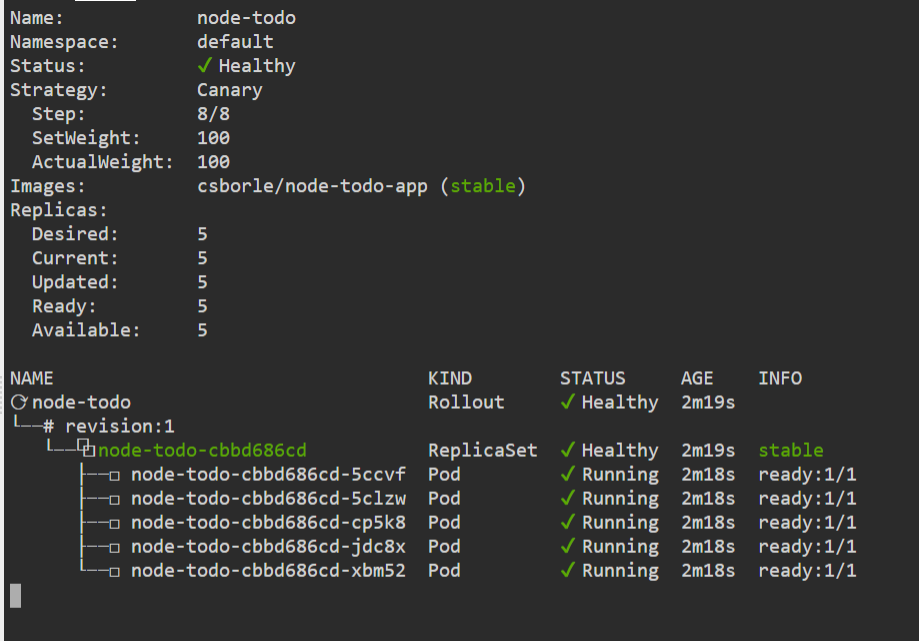 Name: node-todo
Namespace: default
Status: ✔ Healthy
Strategy: Canary
Step: 8/8
SetWeight: 100
ActualWeight: 100
Images: csborle/node-todo-app (stable)
Replicas:
Desired: 5
Current: 5
Updated: 5
Ready: 5
Available: 5
NAME KIND STATUS AGE INFO
⟳ node-todo Rollout ✔ Healthy 2m19s
└──# revision:1
└──⧉ node-todo-cbbd686cd ReplicaSet ✔ Healthy 2m19s stable
├──□ node-todo-cbbd686cd-5ccvf Pod ✔ Running 2m18s ready:1/1
├──□ node-todo-cbbd686cd-5clzw Pod ✔ Running 2m18s ready:1/1
├──□ node-todo-cbbd686cd-cp5k8 Pod ✔ Running 2m18s ready:1/1
├──□ node-todo-cbbd686cd-jdc8x Pod ✔ Running 2m18s ready:1/1
└──□ node-todo-cbbd686cd-xbm52 Pod ✔ Running 2m18s ready:1/1